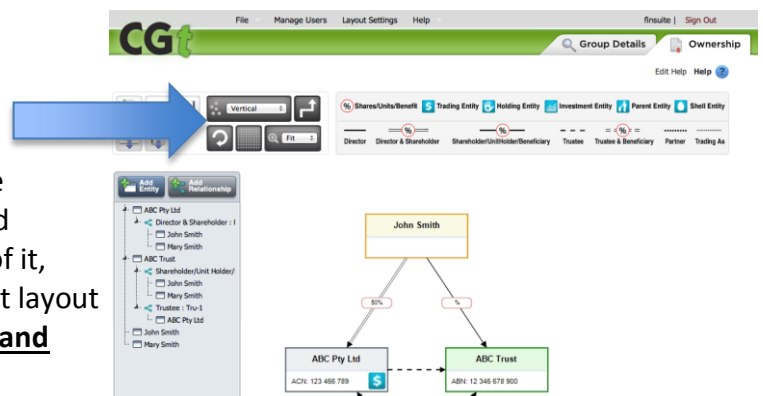 File Manage Users Layout Settings Help finsuite | Sign Out
CGt
Group Details Ownership
Edit Help Help ?
Vertical
Fit
% Shares/Units/Benefit $ Trading Entity Holding Entity Investment Entity Parent Entity Shell Entity
% % %
Director Director & Shareholder Shareholder/UnitHolder/Beneficiary Trustee Trustee & Beneficiary Partner Trading As
Add Entity Add Relationship
ABC Pty Ltd
Director & Shareholder : I
John Smith
Mary Smith
ABC Trust
Shareholder/Unit Holder/
John Smith
Mary Smith
Trustee : Tru-1
ABC Pty Ltd
John Smith
Mary Smith
of it,
t layout
and
John Smith
50% %
ABC Pty Ltd
ACN: 123 456 789 $
ABC Trust
ABN: 12 345 678 900